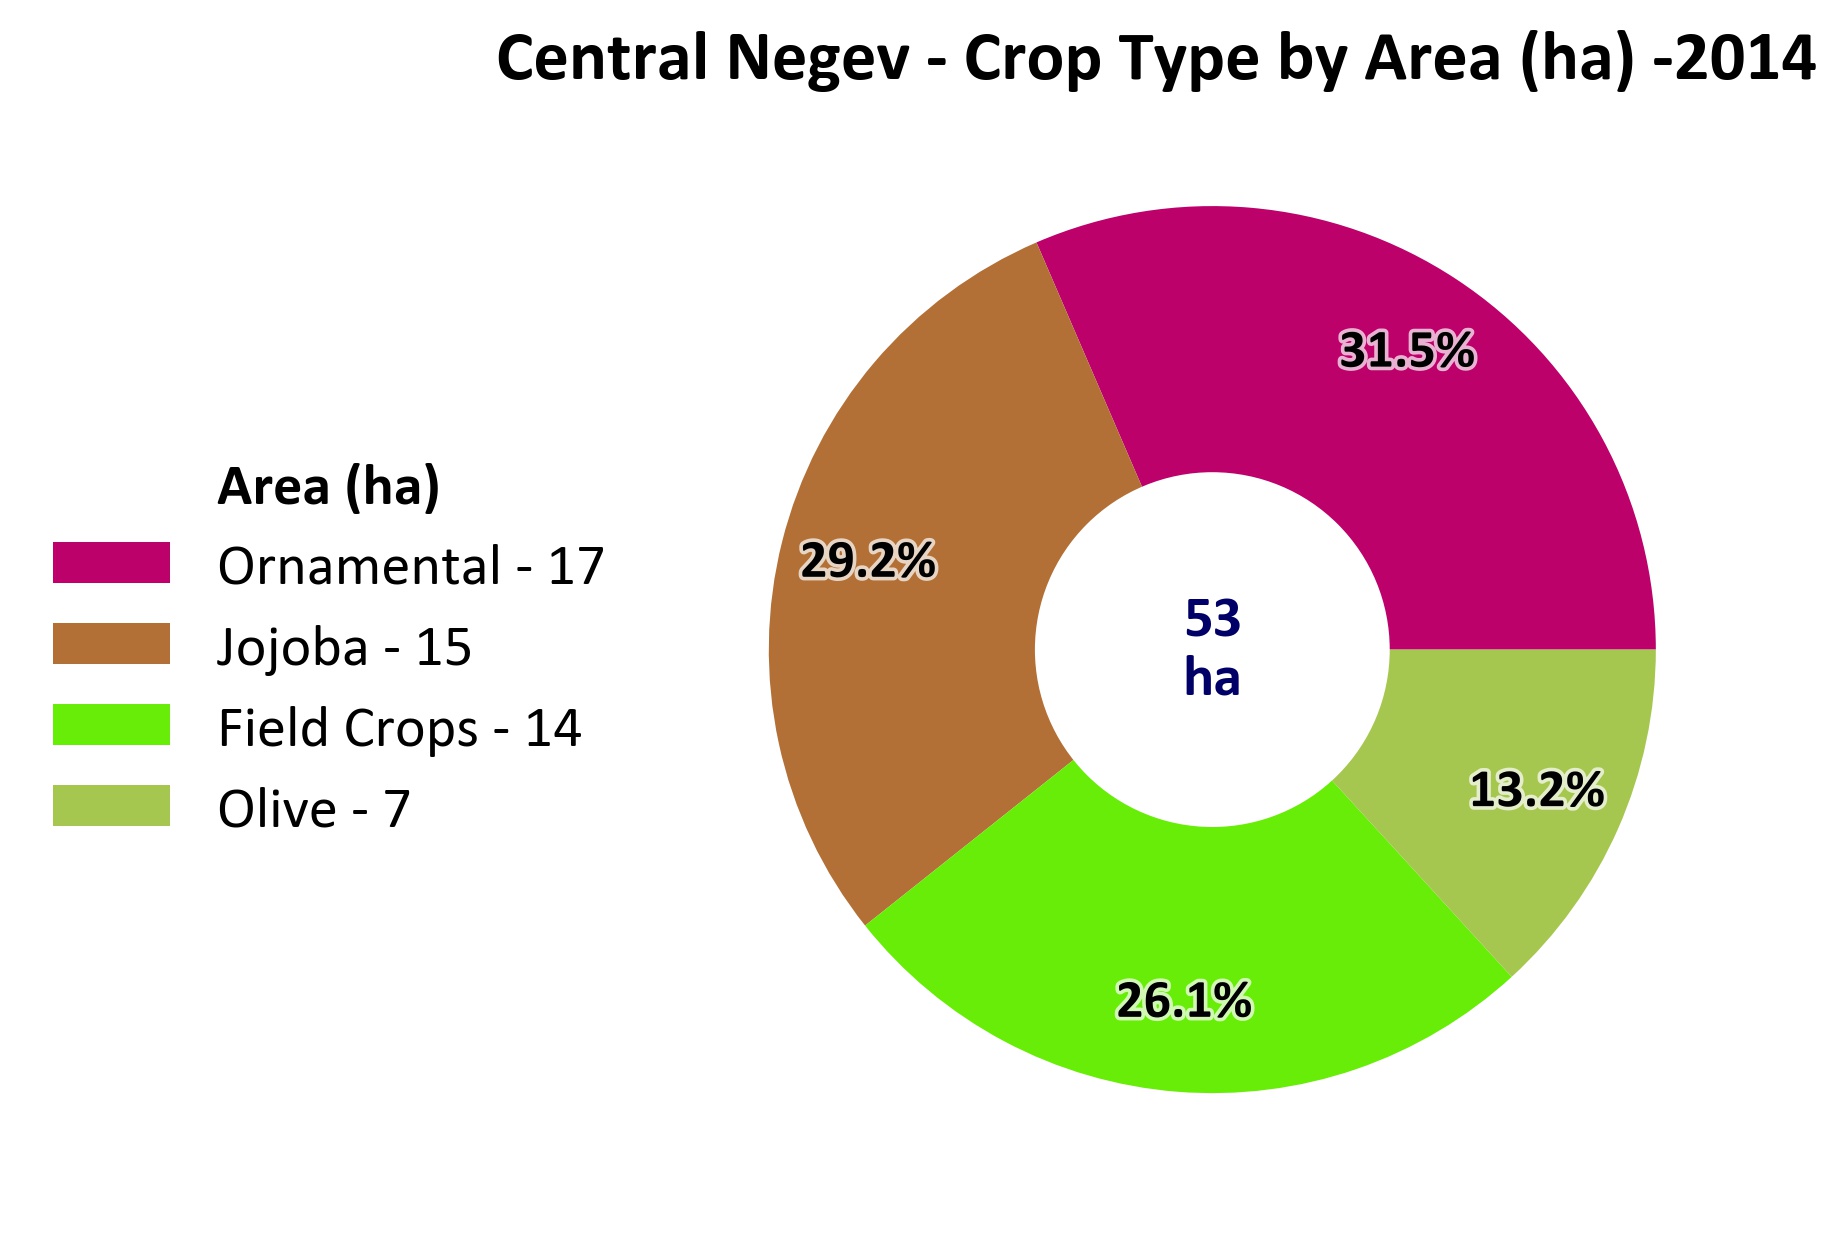 Central Negev - Crop Type by Area (ha) -2014
Area (ha)
Ornamental - 17
Jojoba - 15
Field Crops - 14
Olive - 7
31.5%
29.2%
53
ha
13.2%
26.1%